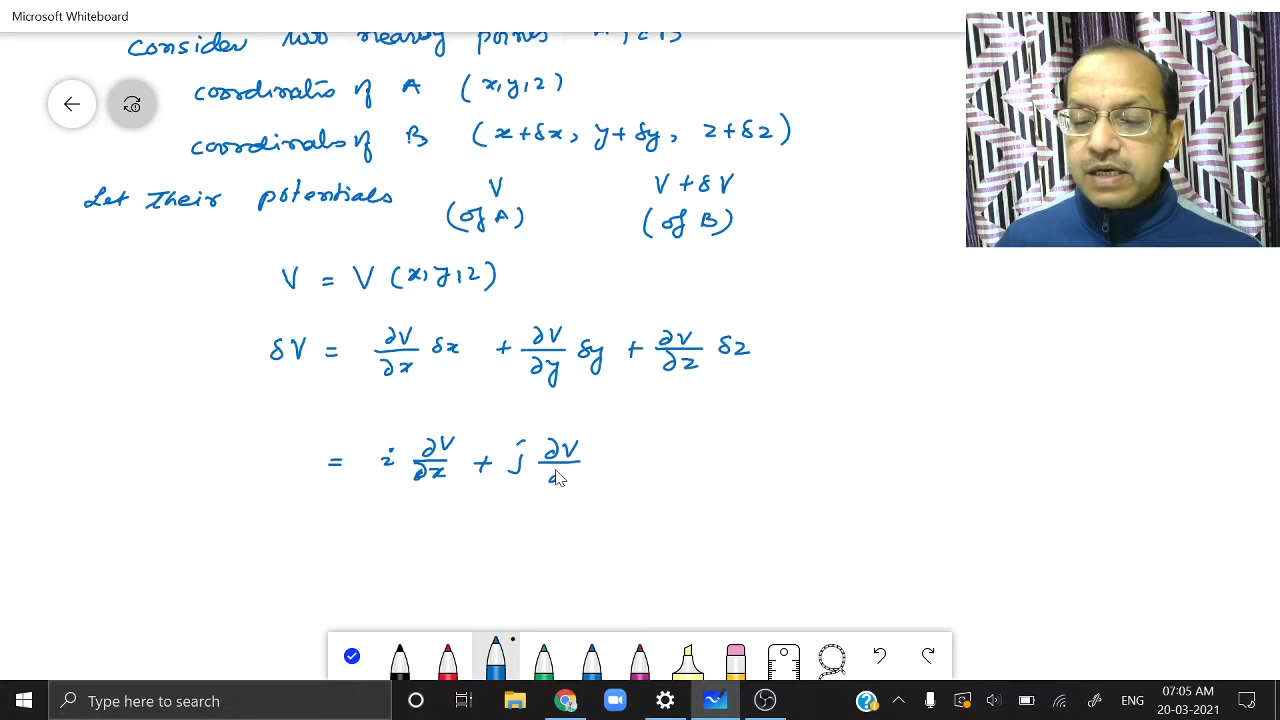 Microsoft Whiteboard
consider two nearby points A, & B
coordinates of A (x, y, z)
coordinates of B (x+δx, y+δy, z+δz)
Let Their potentials V V + δV
(of A) (of B)
V = V (x, y, z)
δV = ∂V/∂x δx + ∂V/∂y δy + ∂V/∂z δz
= i ∂V/∂x + j ∂V/
Type here to search
ENG
07:05 AM
20-03-2021